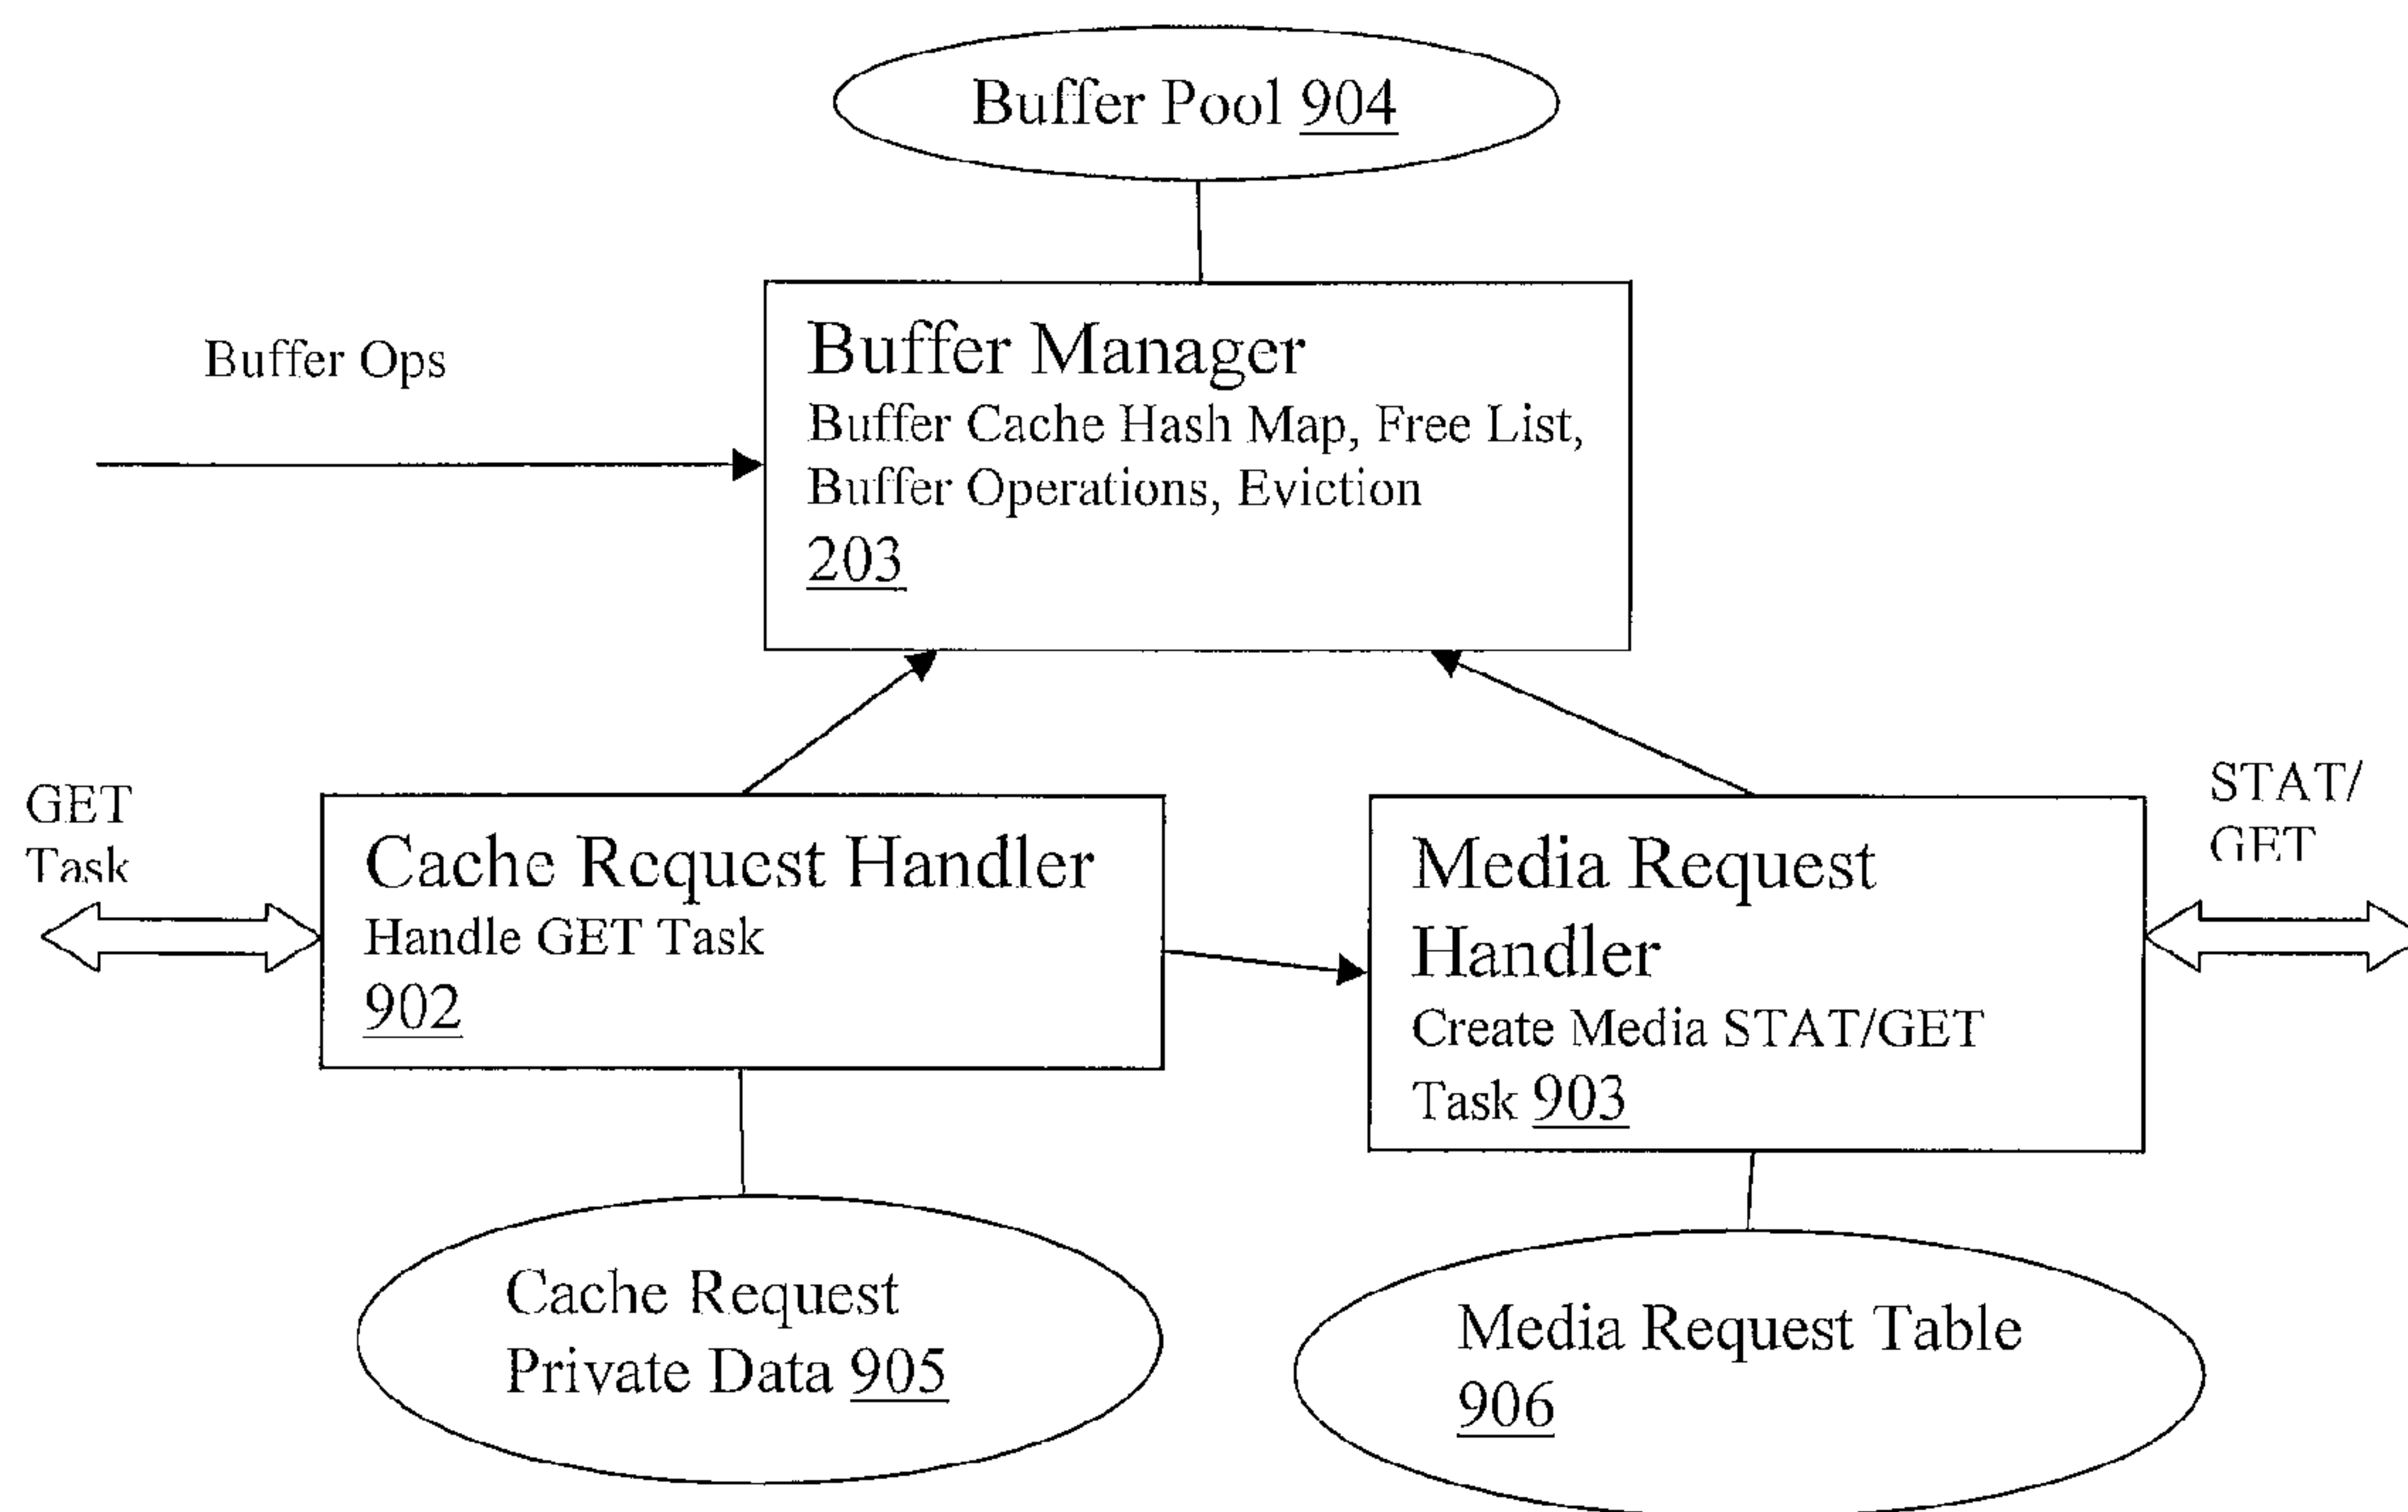 Buffer Pool 904
Buffer Ops
Buffer Manager
Buffer Cache Hash Map, Free List,
Buffer Operations, Eviction
203
GET
Task
Cache Request Handler
Handle GET Task
902
Media Request
Handler
Create Media STAT/GET
Task 903
STAT/
GET
Cache Request
Private Data 905
Media Request Table
906